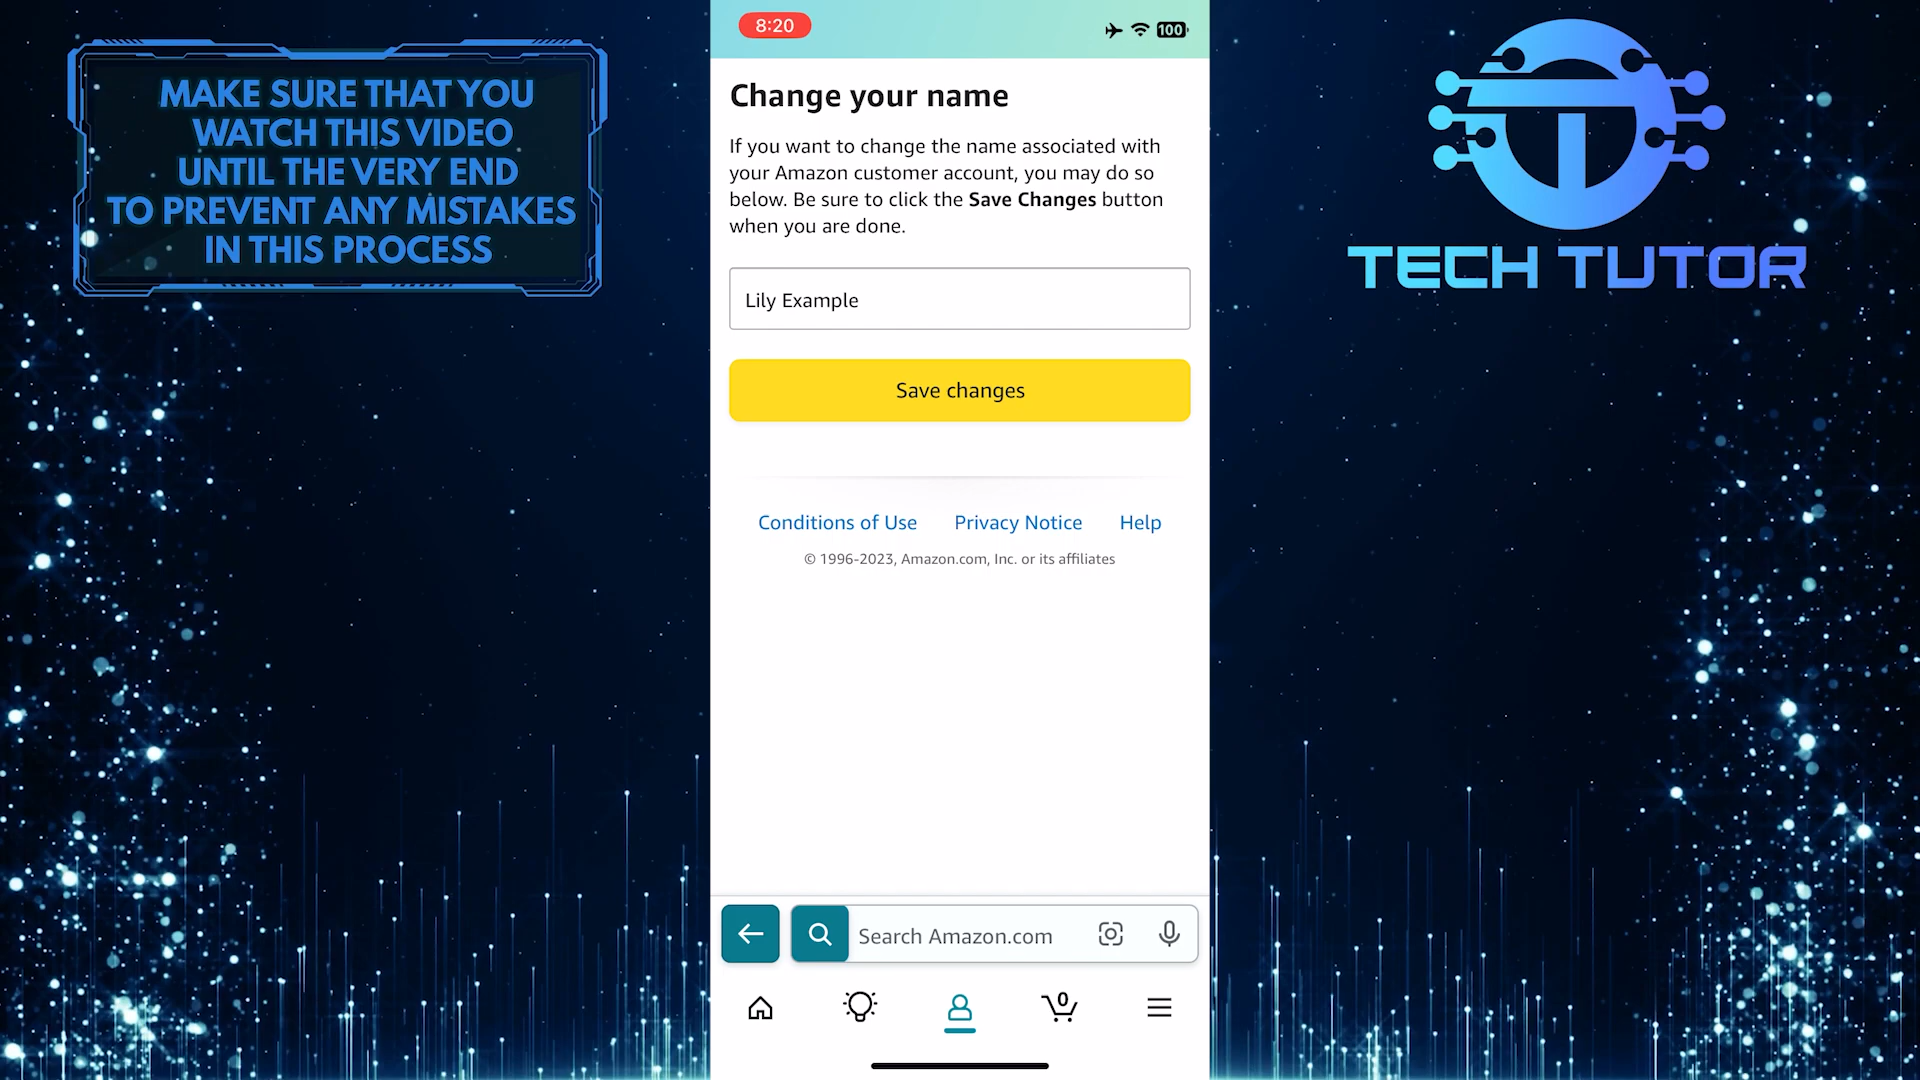 MAKE SURE THAT YOU
WATCH THIS VIDEO
UNTIL THE VERY END
TO PREVENT ANY MISTAKES
IN THIS PROCESS
8:20
100
Change your name
If you want to change the name associated with
your Amazon customer account, you may do so
below. Be sure to click the Save Changes button
when you are done.
Lily Example
Save changes
Conditions of Use Privacy Notice Help
© 1996-2023, Amazon.com, Inc. or its affiliates
Search Amazon.com
0
TECH TUTOR